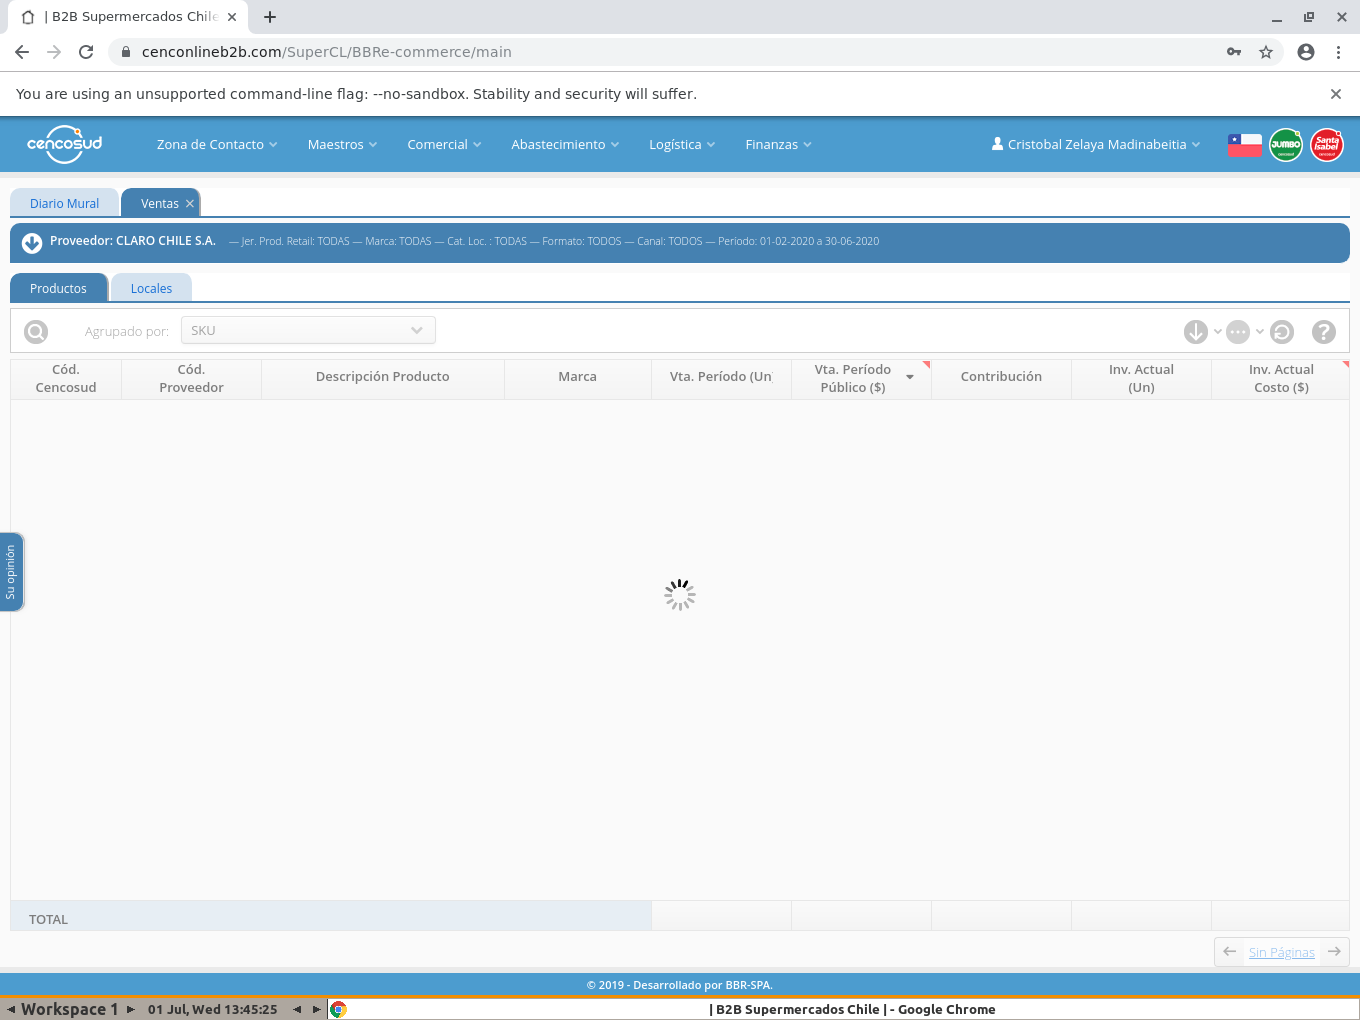 | B2B Supermercados Chile
cenconlineb2b.com/SuperCL/BBRe-commerce/main
You are using an unsupported command-line flag: --no-sandbox. Stability and security will suffer.
cencosud
Zona de Contacto
Maestros
Comercial
Abastecimiento
Logística
Finanzas
Cristobal Zelaya Madinabeitia
JUMBO
cencosud
Santa Isabel
cencosud
Diario Mural
Ventas
Proveedor: CLARO CHILE S.A. — Jer. Prod. Retail: TODAS — Marca: TODAS — Cat. Loc. : TODAS — Formato: TODOS — Canal: TODOS — Período: 01-02-2020 a 30-06-2020
Productos
Locales
Agrupado por:
SKU
Cód. Cencosud
Cód. Proveedor
Descripción Producto
Marca
Vta. Período (Un
Vta. Período Público ($)
Contribución
Inv. Actual (Un)
Inv. Actual Costo ($)
Su opinión
TOTAL
Sin Páginas
© 2019 - Desarrollado por BBR-SPA.
Workspace 1
01 Jul, Wed 13:45:25
| B2B Supermercados Chile | - Google Chrome